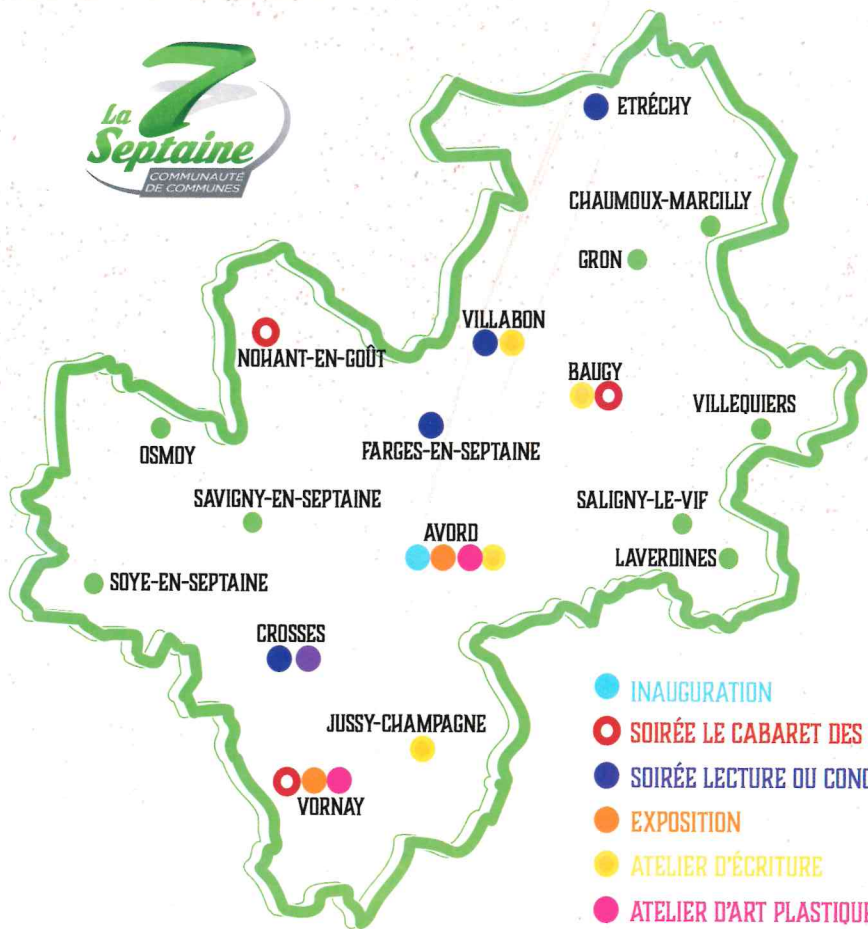 La 7
Septaine
COMMUNAUTÉ
DE COMMUNES
ETRÉCHY
CHAUMOUX-MARCILLY
GRON
VILLABON
NOHANT-EN-GOÛT
BAUGY
VILLEQUIERS
OSMOY
FARGES-EN-SEPTAINE
SAVIGNY-EN-SEPTAINE
SALIGNY-LE-VIF
AVORD
LAVERDINES
SOYE-EN-SEPTAINE
CROSSES
JUSSY-CHAMPAGNE
VORNAY
INAUGURATION
SOIRÉE LE CABARET DES
SOIRÉE LECTURE OU CONC
EXPOSITION
ATELIER D'ÉCRITURE
ATELIER D'ART PLASTIQUE